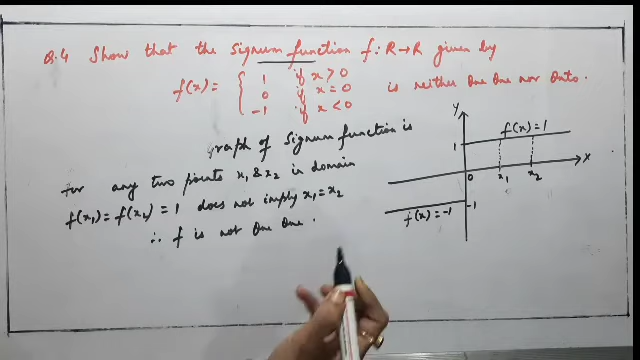 Q.4 Show that the Signum function f: R→R given by
f(x) = { 1 if x > 0
0 if x = 0
-1 if x < 0
is neither One One nor Onto.
raph of Signum function is
For any two points x₁ & x₂ in domain
f(x₁) = f(x₂) = 1 does not imply x₁ = x₂
∴ f is not One One.
Y
f(x) = 1
1
X
0 x₁ x₂
f(x) = -1
-1